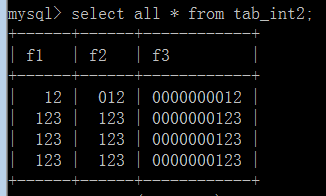 mysql> select all * from tab_int2;
+------+------+------------+
| f1   | f2   | f3         |
+------+------+------------+
|   12 |  012 | 0000000012 |
|  123 |  123 | 0000000123 |
|  123 |  123 | 0000000123 |
|  123 |  123 | 0000000123 |
+------+------+------------+